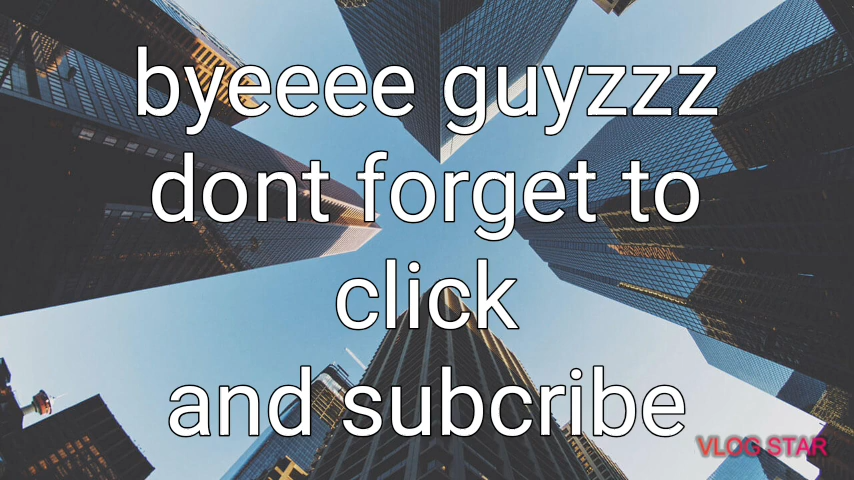 byeeee guyzzz
dont forget to
click
and subcribe
VLOG STAR